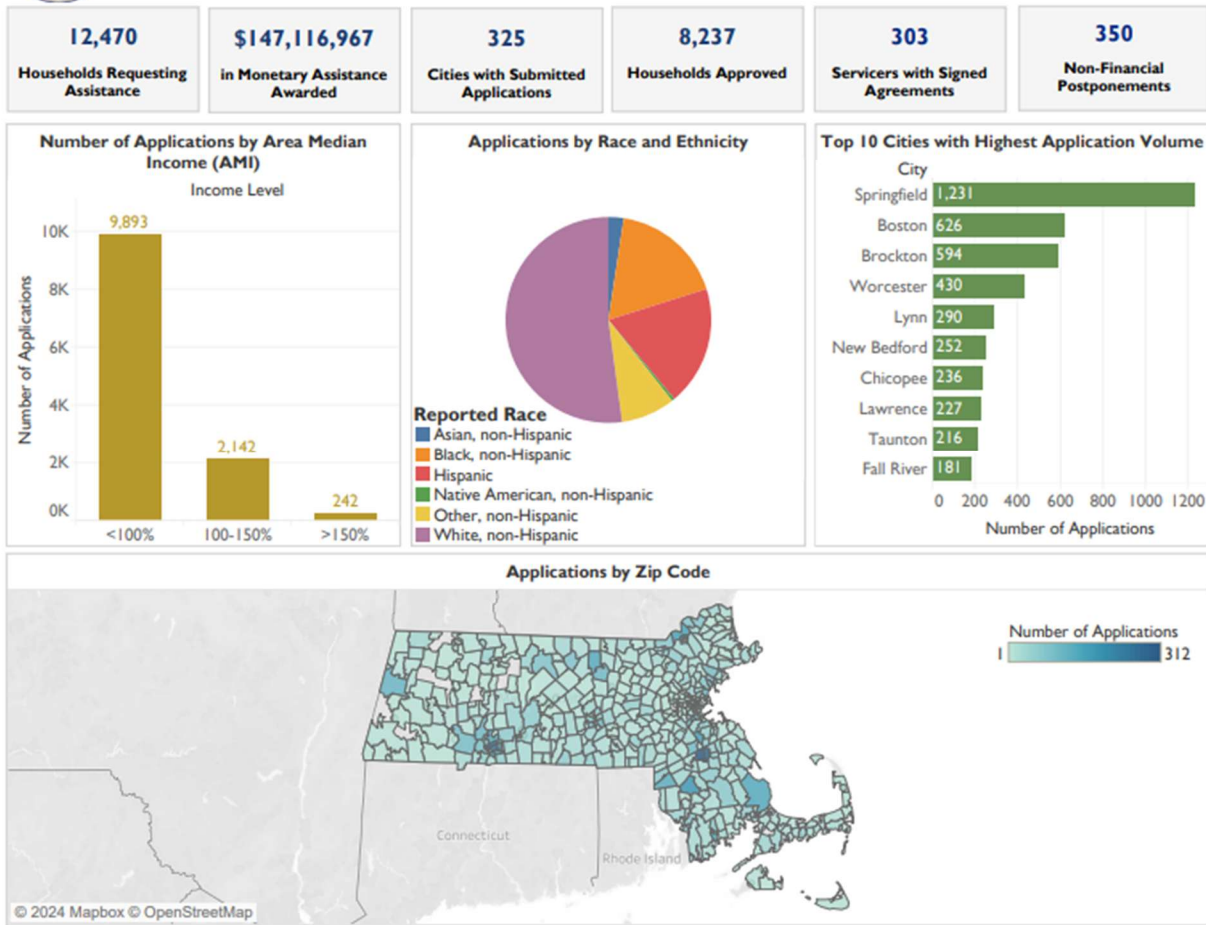 12,470
Households Requesting
Assistance
$147,116,967
in Monetary Assistance
Awarded
325
Cities with Submitted
Applications
8,237
Households Approved
303
Servicers with Signed
Agreements
350
Non-Financial
Postponements
Number of Applications by Area Median
Income (AMI)
Income Level
Number of Applications
10K
8K
6K
4K
2K
0K
9,893
2,142
242
<100%
100-150%
>150%
Applications by Race and Ethnicity
Reported Race
Asian, non-Hispanic
Black, non-Hispanic
Hispanic
Native American, non-Hispanic
Other, non-Hispanic
White, non-Hispanic
Top 10 Cities with Highest Application Volume
City
Springfield 1,231
Boston 626
Brockton 594
Worcester 430
Lynn 290
New Bedford 252
Chicopee 236
Lawrence 227
Taunton 216
Fall River 181
0 200 400 600 800 1000 1200
Number of Applications
Applications by Zip Code
Number of Applications
1 312
Connecticut
Rhode Island
© 2024 Mapbox © OpenStreetMap